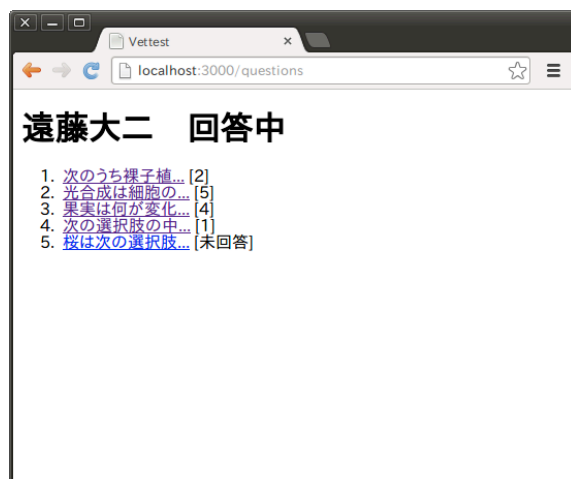 Vettest
localhost:3000/questions
遠藤大二　回答中
1. 次のうち裸子植... [2]
2. 光合成は細胞の... [5]
3. 果実は何が変化... [4]
4. 次の選択肢の中... [1]
5. 桜は次の選択肢... [未回答]